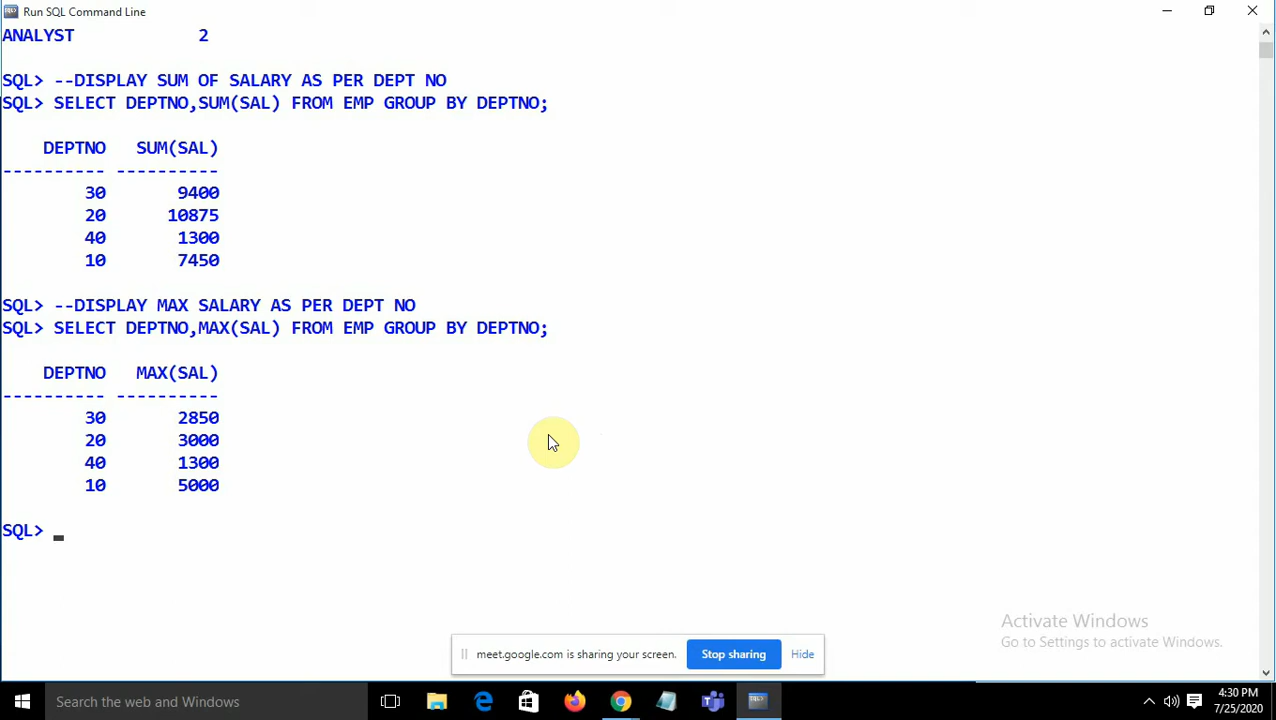 Run SQL Command Line
ANALYST 2
SQL> --DISPLAY SUM OF SALARY AS PER DEPT NO
SQL> SELECT DEPTNO,SUM(SAL) FROM EMP GROUP BY DEPTNO;
DEPTNO SUM(SAL)
---------- ----------
30 9400
20 10875
40 1300
10 7450
SQL> --DISPLAY MAX SALARY AS PER DEPT NO
SQL> SELECT DEPTNO,MAX(SAL) FROM EMP GROUP BY DEPTNO;
DEPTNO MAX(SAL)
---------- ----------
30 2850
20 3000
40 1300
10 5000
SQL>
Activate Windows
Go to Settings to activate Windows.
meet.google.com is sharing your screen. Stop sharing Hide
Search the web and Windows
4:30 PM
7/25/2020